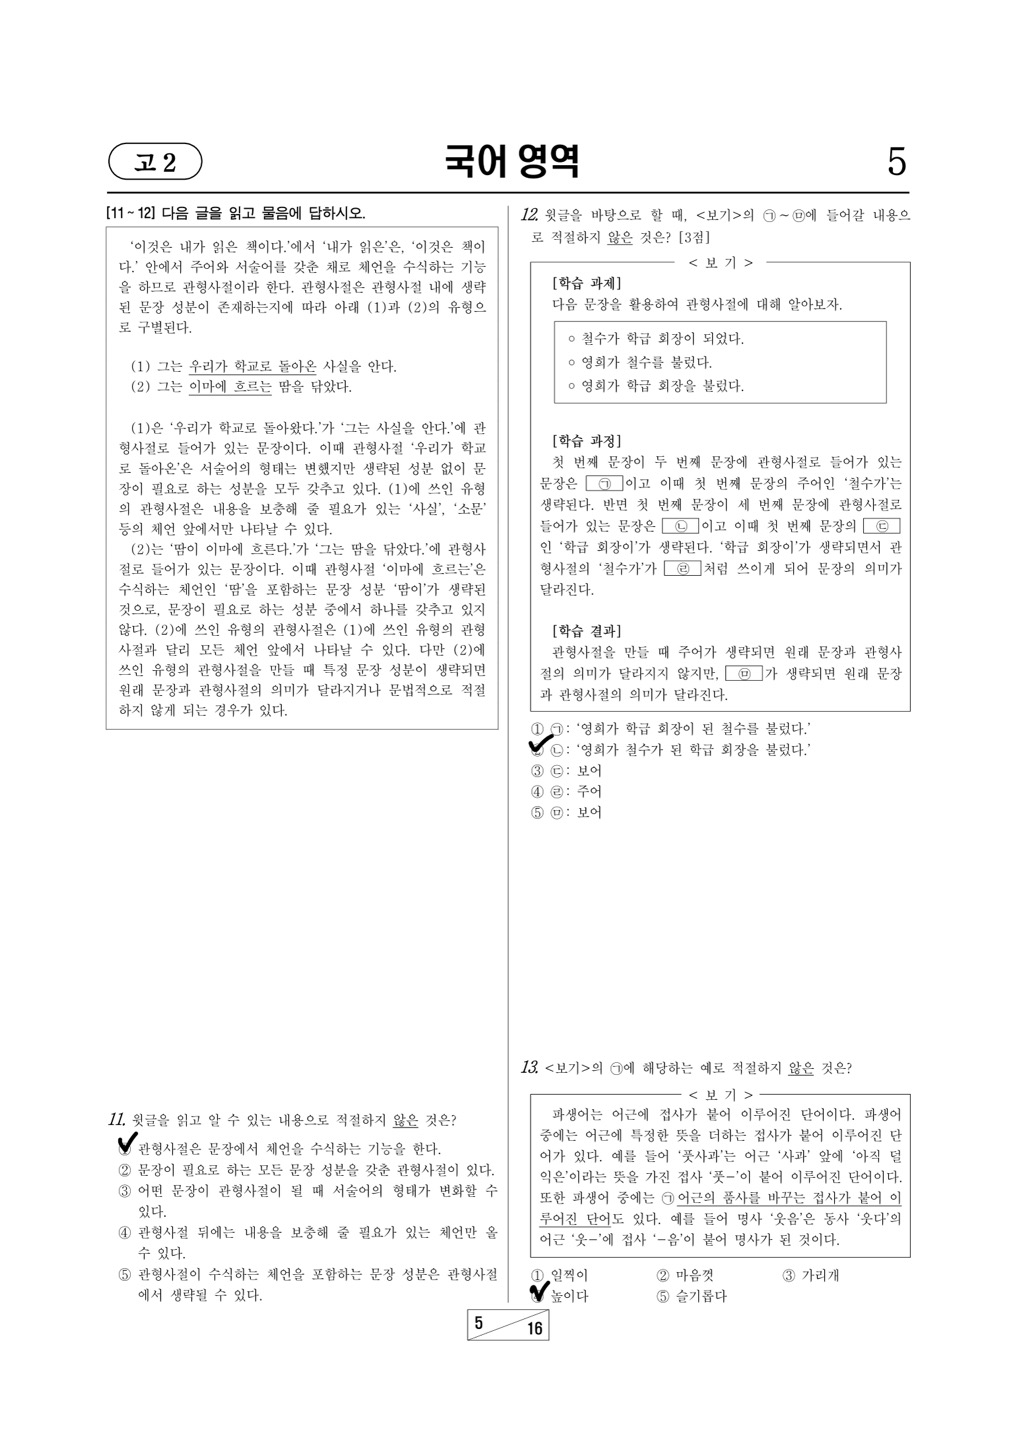 고 2
국어 영역
5
[11~12] 다음 글을 읽고 물음에 답하시오.
‘이것은 내가 읽은 책이다.’에서 ‘내가 읽은’은, ‘이것은 책이
다.’ 안에서 주어와 서술어를 갖춘 채로 체언을 수식하는 기능
을 하므로 관형사절이라 한다. 관형사절은 관형사절 내에 생략
된 문장 성분이 존재하는지에 따라 아래 (1)과 (2)의 유형으
로 구별된다.
(1) 그는 우리가 학교로 돌아온 사실을 안다.
(2) 그는 이마에 흐르는 땀을 닦았다.
(1)은 ‘우리가 학교로 돌아왔다.’가 ‘그는 사실을 안다.’에 관
형사절로 들어가 있는 문장이다. 이때 관형사절 ‘우리가 학교
로 돌아온’은 서술어의 형태는 변했지만 생략된 성분 없이 문
장이 필요로 하는 성분을 모두 갖추고 있다. (1)에 쓰인 유형
의 관형사절은 내용을 보충해 줄 필요가 있는 ‘사실’, ‘소문’
등의 체언 앞에서만 나타날 수 있다.
(2)는 ‘땀이 이마에 흐른다.’가 ‘그는 땀을 닦았다.’에 관형사
절로 들어가 있는 문장이다. 이때 관형사절 ‘이마에 흐르는’은
수식하는 체언인 ‘땀’을 포함하는 문장 성분 ‘땀이’가 생략된
것으로, 문장이 필요로 하는 성분 중에서 하나를 갖추고 있지
않다. (2)에 쓰인 유형의 관형사절은 (1)에 쓰인 유형의 관형
사절과 달리 모든 체언 앞에서 나타날 수 있다. 다만 (2)에
쓰인 유형의 관형사절을 만들 때 특정 문장 성분이 생략되면
원래 문장과 관형사절의 의미가 달라지거나 문법적으로 적절
하지 않게 되는 경우가 있다.
11. 윗글을 읽고 알 수 있는 내용으로 적절하지 않은 것은?
① 관형사절은 문장에서 체언을 수식하는 기능을 한다.
② 문장이 필요로 하는 모든 문장 성분을 갖춘 관형사절이 있다.
③ 어떤 문장이 관형사절이 될 때 서술어의 형태가 변화할 수
있다.
④ 관형사절 뒤에는 내용을 보충해 줄 필요가 있는 체언만 올
수 있다.
⑤ 관형사절이 수식하는 체언을 포함하는 문장 성분은 관형사절
에서 생략될 수 있다.
12. 윗글을 바탕으로 할 때, <보기>의 ㉠~㉤에 들어갈 내용으
로 적절하지 않은 것은? [3점]
< 보 기 >
[학습 과제]
다음 문장을 활용하여 관형사절에 대해 알아보자.
○ 철수가 학급 회장이 되었다.
○ 영희가 철수를 불렀다.
○ 영희가 학급 회장을 불렀다.
[학습 과정]
첫 번째 문장이 두 번째 문장에 관형사절로 들어가 있는
문장은 ㉠ 이고 이때 첫 번째 문장의 주어인 ‘철수가’는
생략된다. 반면 첫 번째 문장이 세 번째 문장에 관형사절로
들어가 있는 문장은 ㉡ 이고 이때 첫 번째 문장의 ㉢
인 ‘학급 회장이’가 생략된다. ‘학급 회장이’가 생략되면서 관
형사절의 ‘철수가’가 ㉣ 처럼 쓰이게 되어 문장의 의미가
달라진다.
[학습 결과]
관형사절을 만들 때 주어가 생략되면 원래 문장과 관형사
절의 의미가 달라지지 않지만, ㉤ 가 생략되면 원래 문장
과 관형사절의 의미가 달라진다.
① ㉠: ‘영희가 학급 회장이 된 철수를 불렀다.’
② ㉡: ‘영희가 철수가 된 학급 회장을 불렀다.’
③ ㉢: 보어
④ ㉣: 주어
⑤ ㉤: 보어
13. <보기>의 ㉠에 해당하는 예로 적절하지 않은 것은?
< 보 기 >
파생어는 어근에 접사가 붙어 이루어진 단어이다. 파생어
중에는 어근에 특정한 뜻을 더하는 접사가 붙어 이루어진 단
어가 있다. 예를 들어 ‘풋사과’는 어근 ‘사과’ 앞에 ‘아직 덜
익은’이라는 뜻을 가진 접사 ‘풋-’이 붙어 이루어진 단어이다.
또한 파생어 중에는 ㉠ 어근의 품사를 바꾸는 접사가 붙어 이
루어진 단어도 있다. 예를 들어 명사 ‘웃음’은 동사 ‘웃다’의
어근 ‘웃-’에 접사 ‘-음’이 붙어 명사가 된 것이다.
① 일찍이 ② 마음껏 ③ 가리개
④ 높이다 ⑤ 슬기롭다
5 16